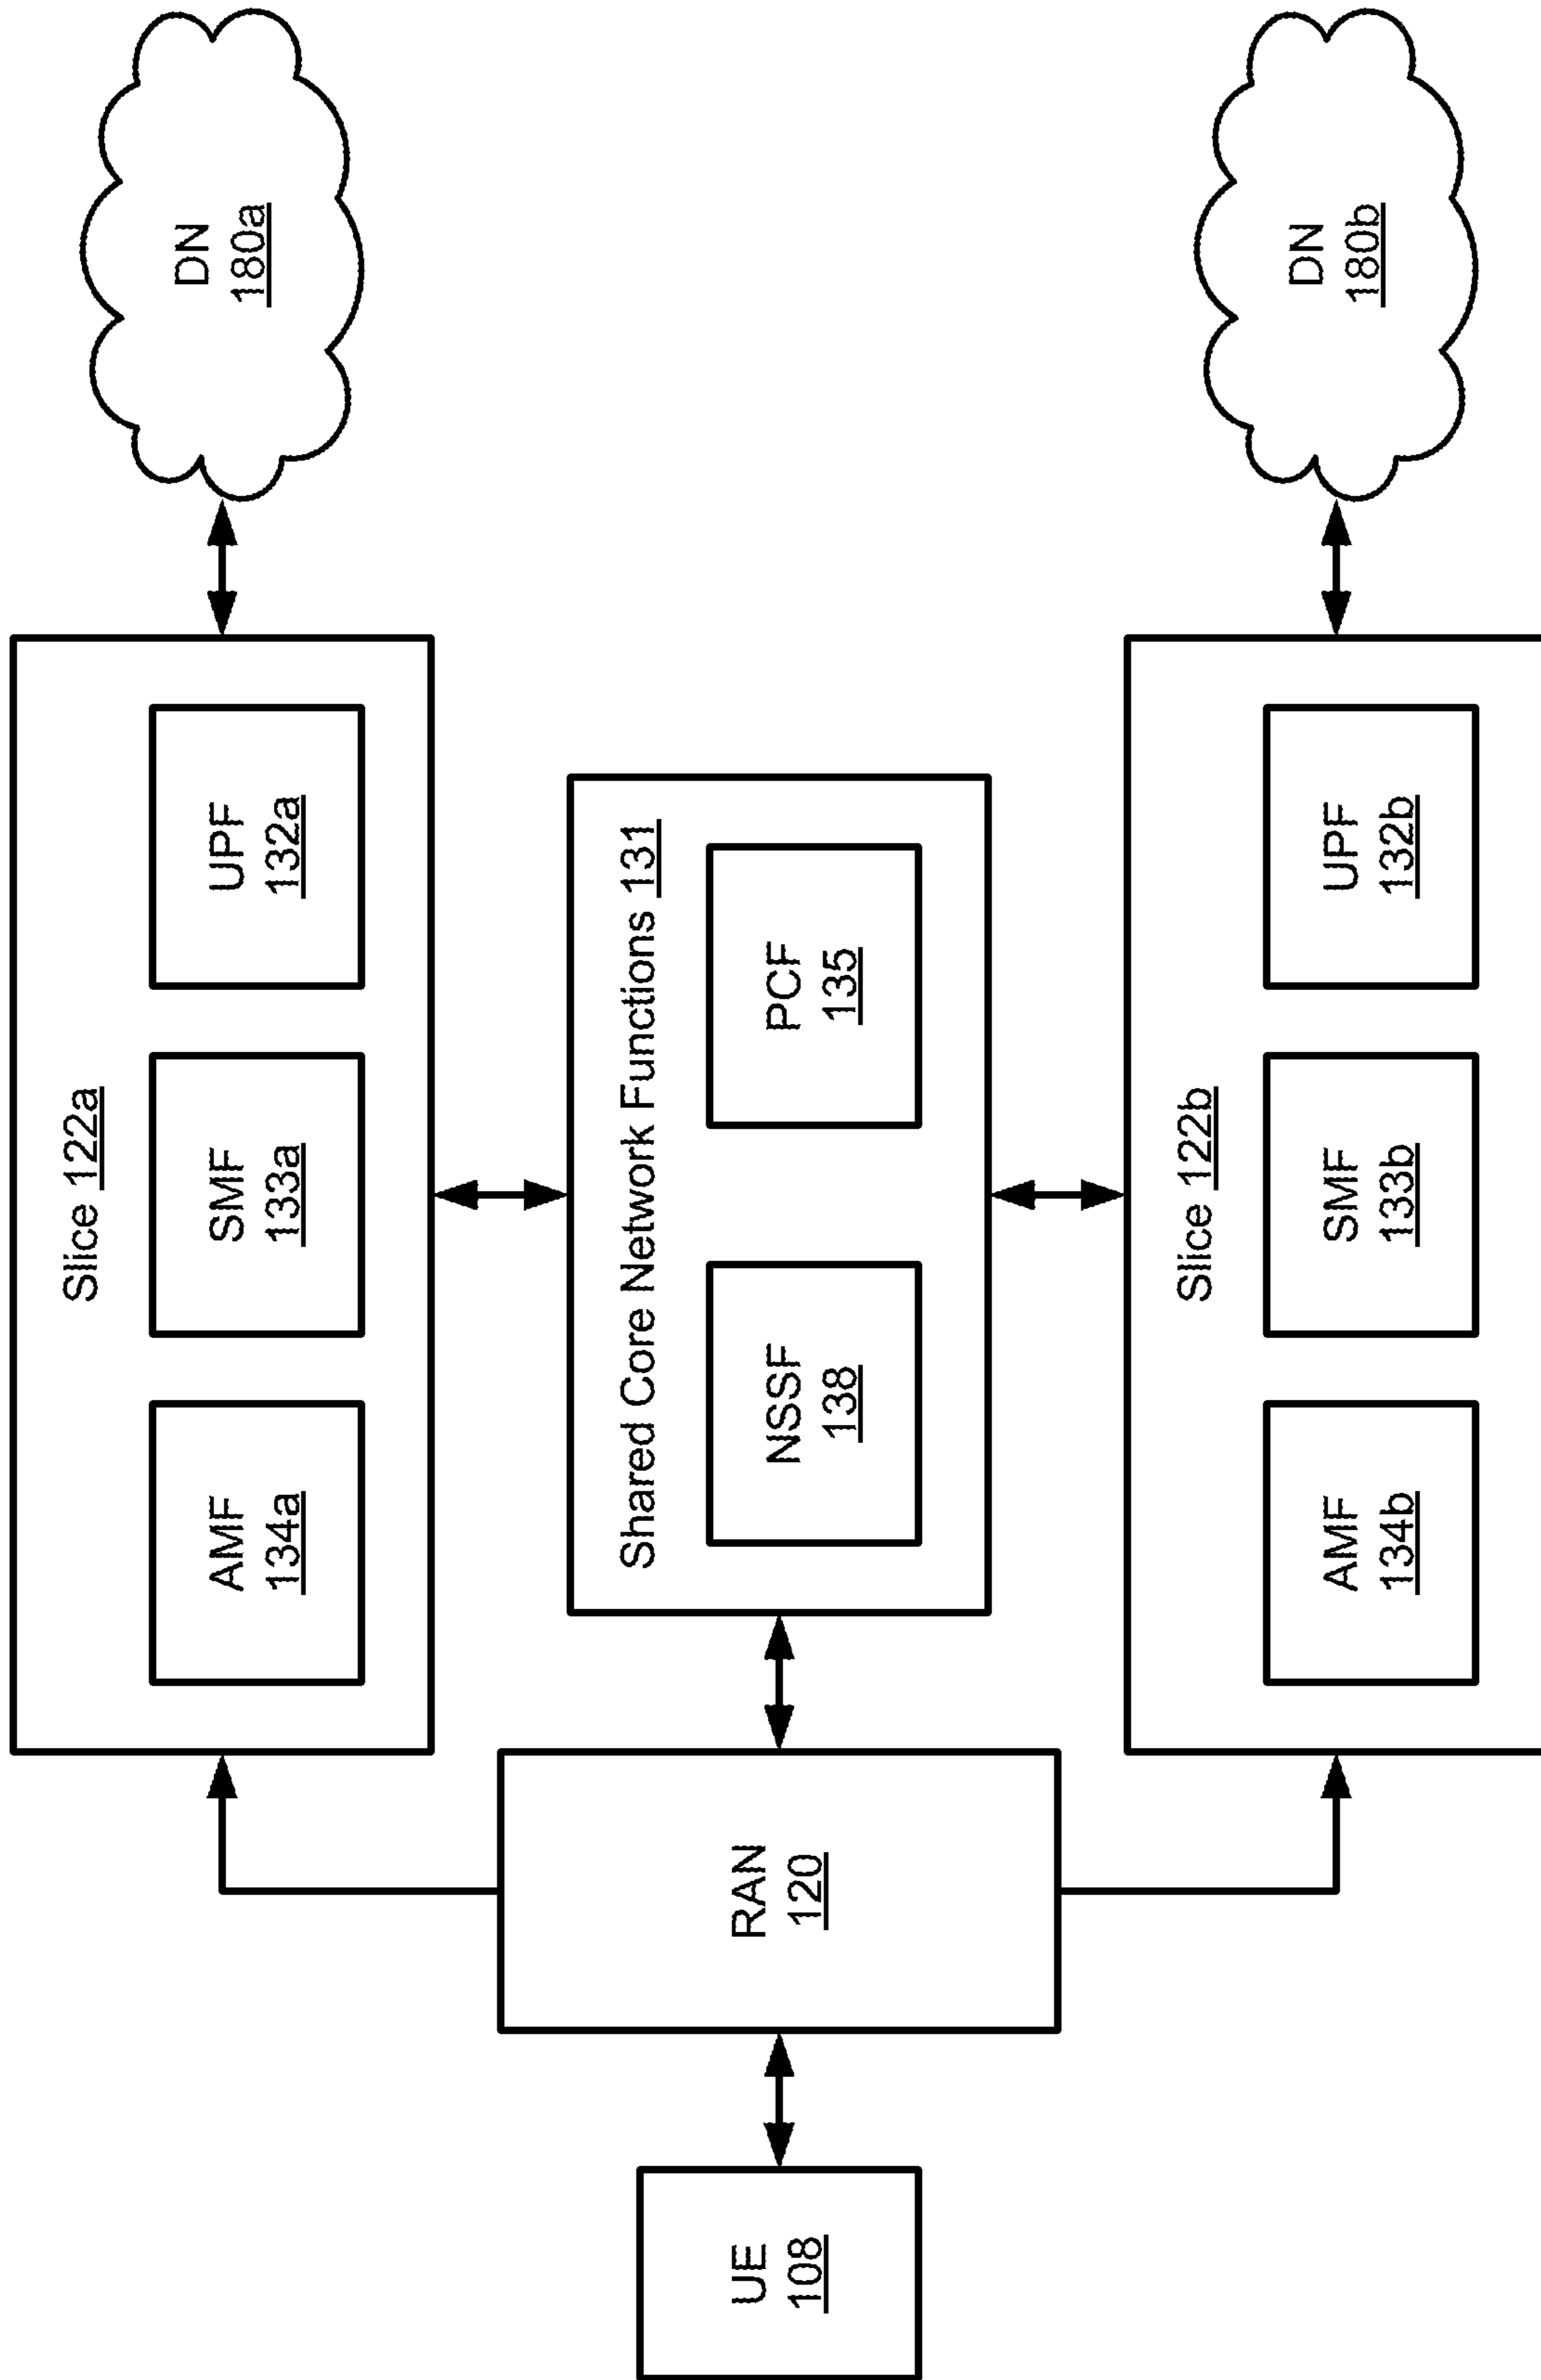 UE
108
RAN
120
Slice 122a
AMF
134a
SMF
133a
UPF
132a
DN
180a
Shared Core Network Functions 131
NSSF
138
PCF
135
Slice 122b
AMF
134b
SMF
133b
UPF
132b
DN
180b